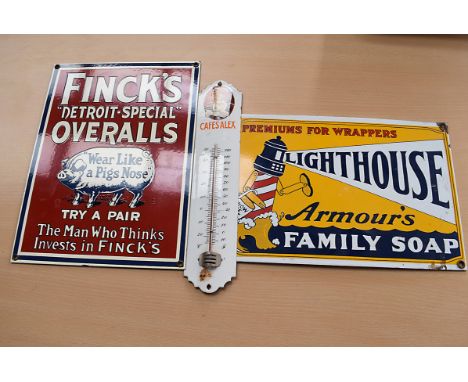 FINCK'S
"DETROIT-SPECIAL"
OVERALLS
Wear Like
a Pigs Nose
TRY A PAIR
The Man Who Thinks
Invests in FINCK'S
CAFES ALEX
PREMIUMS FOR WRAPPERS
LIGHTHOUSE
Armour's
FAMILY SOAP